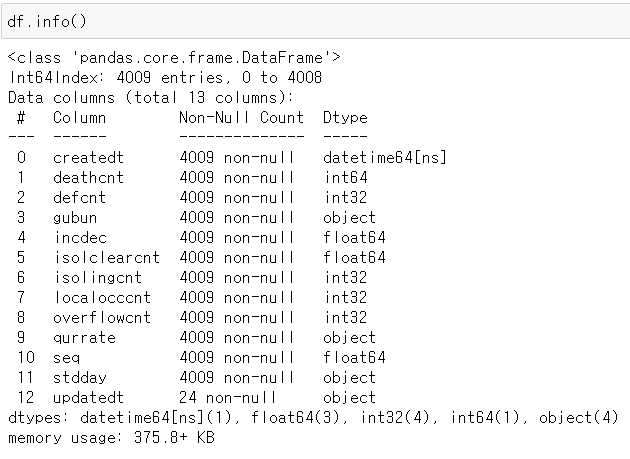 df.info()
<class 'pandas.core.frame.DataFrame'>
Int64Index: 4009 entries, 0 to 4008
Data columns (total 13 columns):
 #   Column        Non-Null Count  Dtype
---  ------        --------------  -----
 0   createdt      4009 non-null   datetime64[ns]
 1   deathcnt      4009 non-null   int64
 2   defcnt        4009 non-null   int32
 3   gubun         4009 non-null   object
 4   incdec        4009 non-null   float64
 5   isolclearcnt  4009 non-null   float64
 6   isolingcnt    4009 non-null   int32
 7   localocccnt   4009 non-null   int32
 8   overflowcnt   4009 non-null   int32
 9   qurrate       4009 non-null   object
 10  seq           4009 non-null   float64
 11  stdday        4009 non-null   object
 12  updatedt      24 non-null     object
dtypes: datetime64[ns](1), float64(3), int32(4), int64(1), object(4)
memory usage: 375.8+ KB